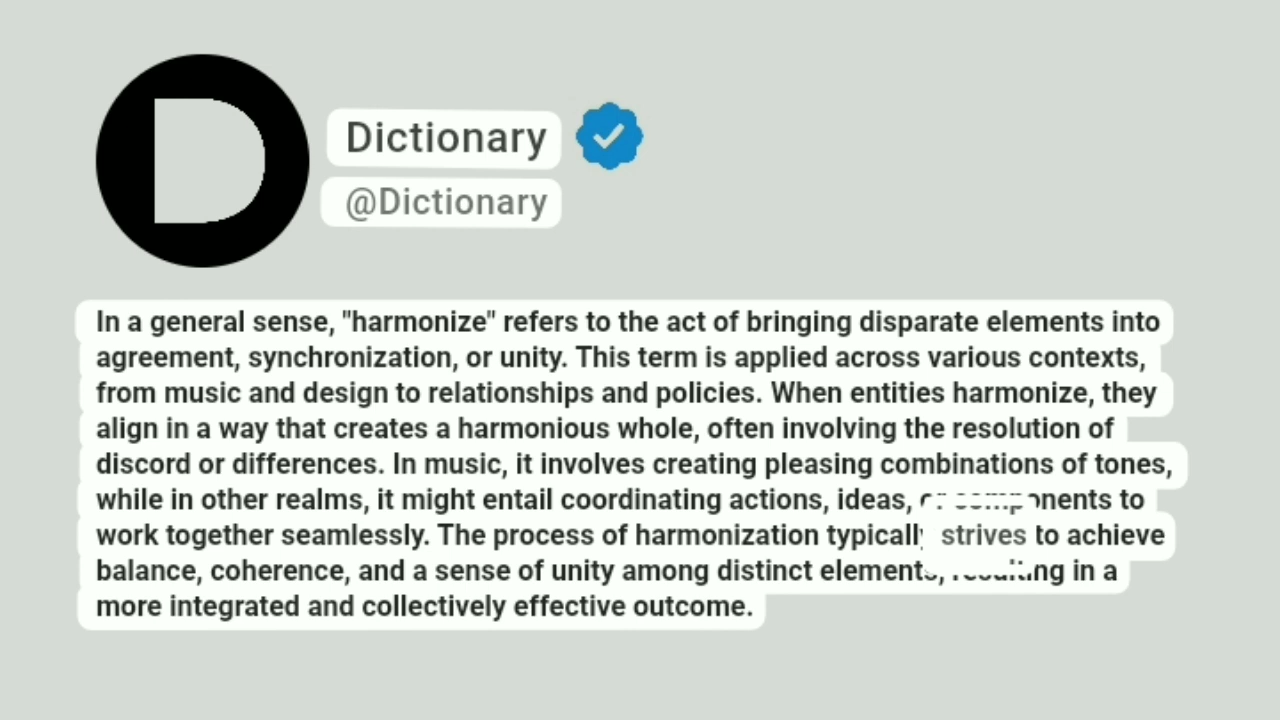 D
Dictionary
@Dictionary
In a general sense, "harmonize" refers to the act of bringing disparate elements into
agreement, synchronization, or unity. This term is applied across various contexts,
from music and design to relationships and policies. When entities harmonize, they
align in a way that creates a harmonious whole, often involving the resolution of
discord or differences. In music, it involves creating pleasing combinations of tones,
while in other realms, it might entail coordinating actions, ideas, or components to
work together seamlessly. The process of harmonization typically strives to achieve
balance, coherence, and a sense of unity among distinct elements, resulting in a
more integrated and collectively effective outcome.